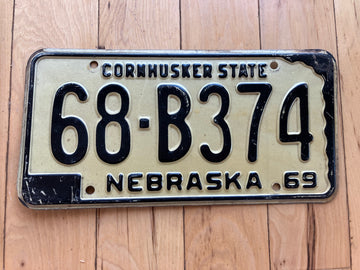 CORNHUSKER STATE
68-B374
NEBRASKA 69